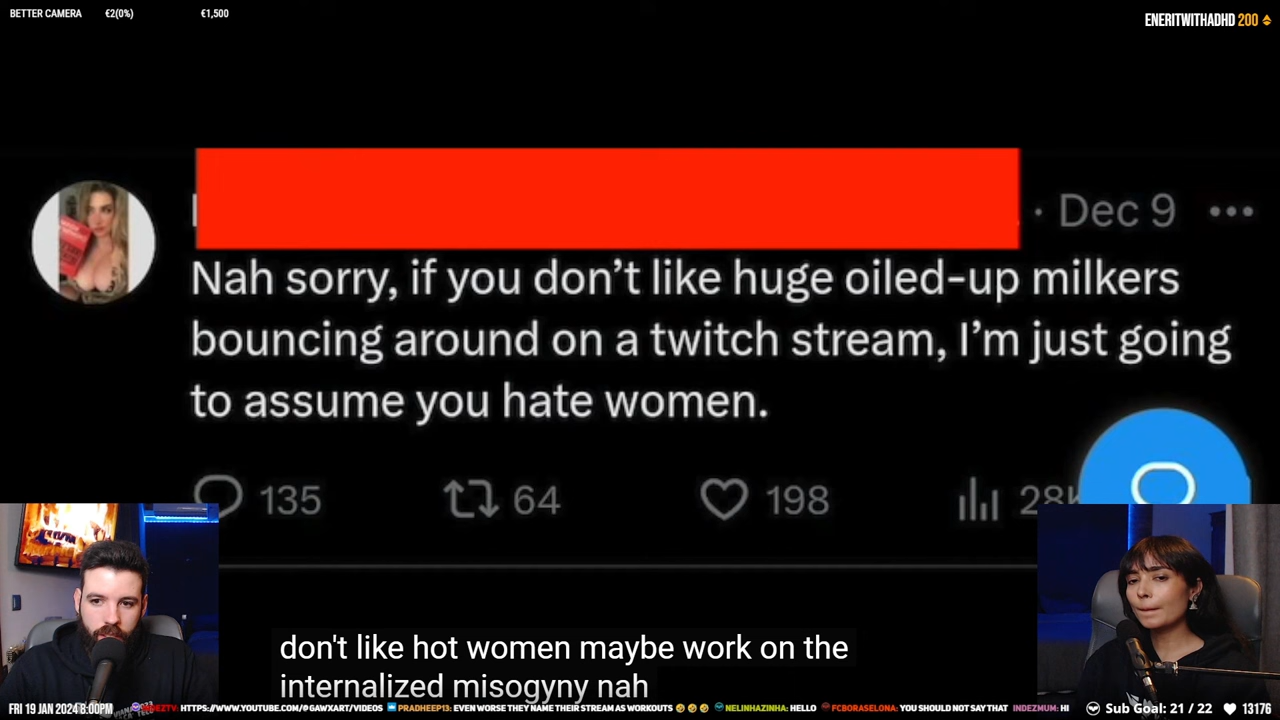 BETTER CAMERA €2(0%) €1,500
ENERITWITHADHD 200
· Dec 9 •••
Nah sorry, if you don’t like huge oiled-up milkers
bouncing around on a twitch stream, I’m just going
to assume you hate women.
135 64 198 28K
don't like hot women maybe work on the
internalized misogyny nah
FRI 19 JAN 2024 8:00PM HTTPS://WWW.YOUTUBE.COM/@GAWXART/VIDEOS PRADHEEP13: EVEN WORSE THEY NAME THEIR STREAM AS WORKOUTS NELINHAZINHA: HELLO FCBORASELONA: YOU SHOULD NOT SAY THAT INDEZMUM: HI Sub Goal: 21 / 22 13176